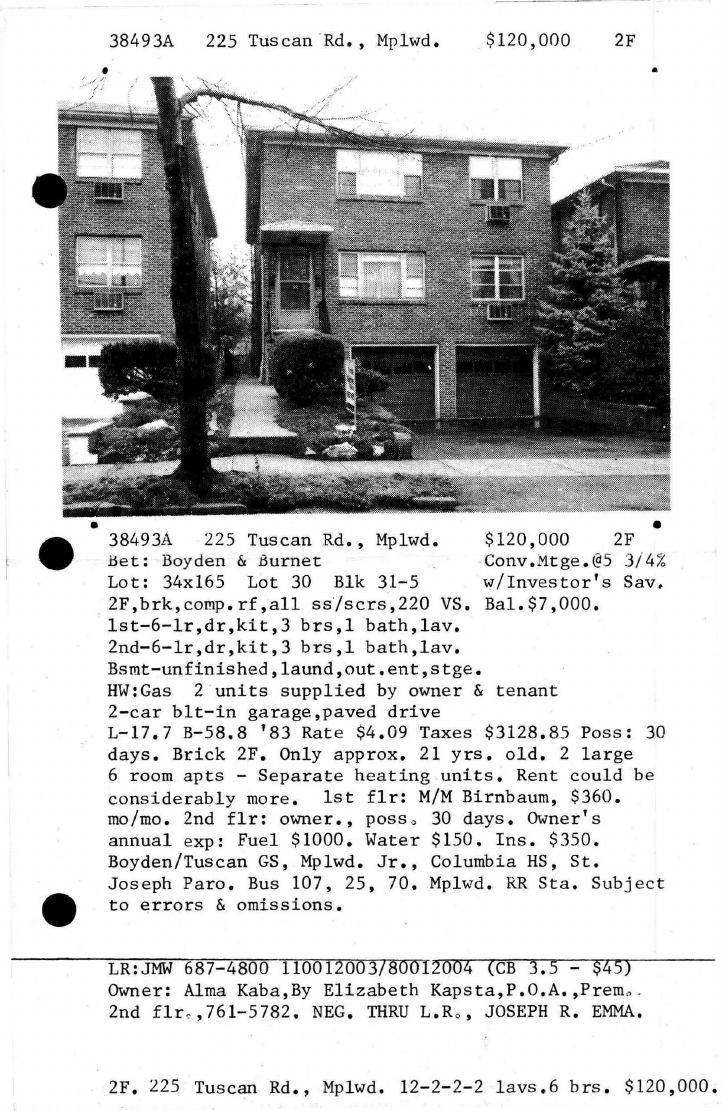 38493A 225 Tuscan Rd., Mplwd. $120,000 2F
38493A 225 Tuscan Rd., Mplwd. $120,000 2F
Bet: Boyden & Burnet Conv.Mtge.@5 3/4%
Lot: 34x165 Lot 30 Blk 31-5 w/Investor's Sav.
2F,brk,comp.rf,all ss/scrs,220 VS. Bal.$7,000.
1st-6-lr,dr,kit,3 brs,1 bath,lav.
2nd-6-lr,dr,kit,3 brs,1 bath,lav.
Bsmt-unfinished,laund,out.ent,stge.
HW:Gas 2 units supplied by owner & tenant
2-car blt-in garage,paved drive
L-17.7 B-58.8 '83 Rate $4.09 Taxes $3128.85 Poss: 30
days. Brick 2F. Only approx. 21 yrs. old. 2 large
6 room apts - Separate heating units. Rent could be
considerably more. 1st flr: M/M Birnbaum, $360.
mo/mo. 2nd flr: owner., poss. 30 days. Owner's
annual exp: Fuel $1000. Water $150. Ins. $350.
Boyden/Tuscan GS, Mplwd. Jr., Columbia HS, St.
Joseph Paro. Bus 107, 25, 70. Mplwd. RR Sta. Subject
to errors & omissions.
LR:JMW 687-4800 110012003/80012004 (CB 3.5 - $45)
Owner: Alma Kaba,By Elizabeth Kapsta,P.O.A.,Prem.
2nd flr.,761-5782. NEG. THRU L.R., JOSEPH R. EMMA.
2F. 225 Tuscan Rd., Mplwd. 12-2-2-2 lavs.6 brs. $120,000.